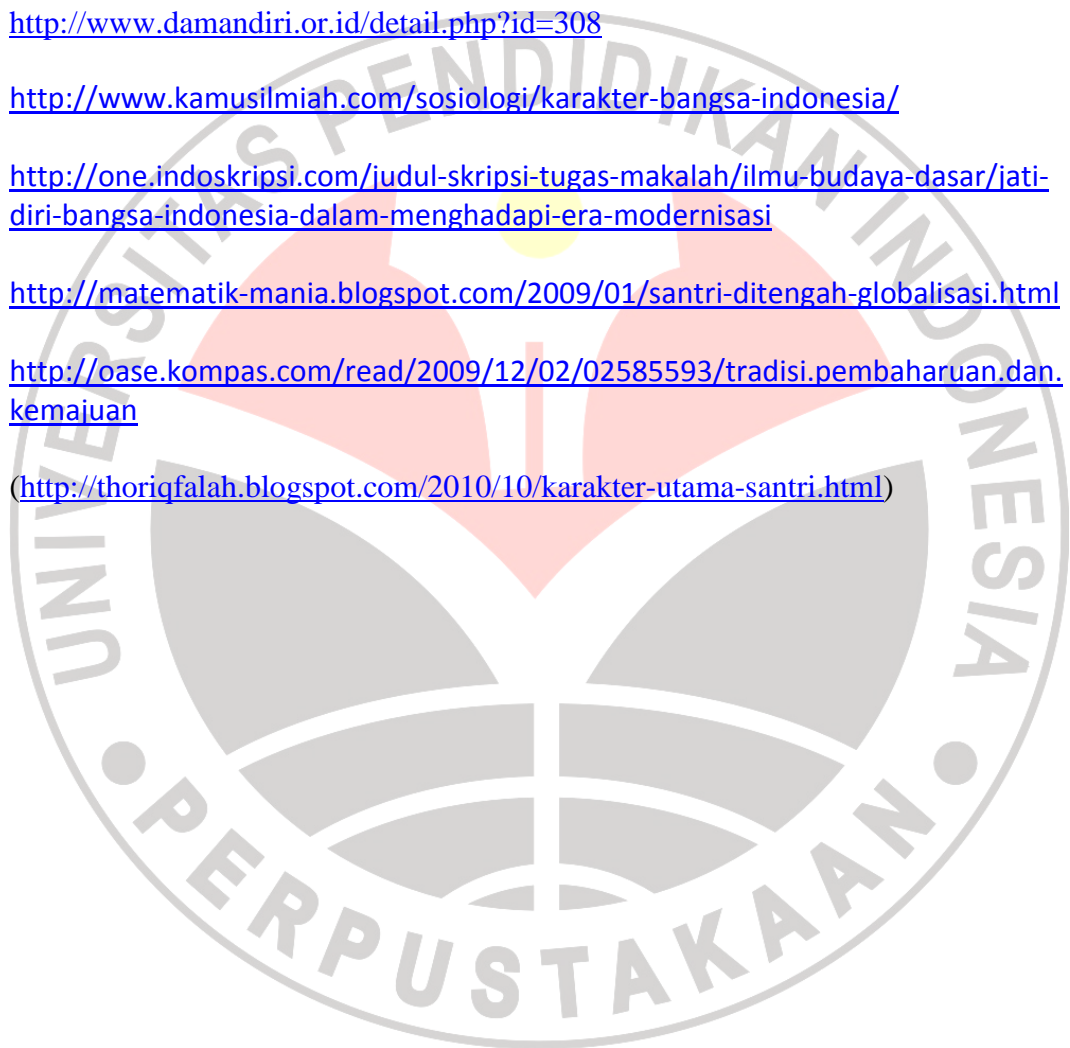 http://www.damandiri.or.id/detail.php?id=308
http://www.kamusilmiah.com/sosiologi/karakter-bangsa-indonesia/
http://one.indoskripsi.com/judul-skripsi-tugas-makalah/ilmu-budaya-dasar/jati-
diri-bangsa-indonesia-dalam-menghadapi-era-modernisasi
http://matematik-mania.blogspot.com/2009/01/santri-ditengah-globalisasi.html
http://oase.kompas.com/read/2009/12/02/02585593/tradisi.pembaharuan.dan.
kemajuan
(http://thoriqfalah.blogspot.com/2010/10/karakter-utama-santri.html)
UNIVERSITAS PENDIDIKAN INDONESIA
PERPUSTAKAAN